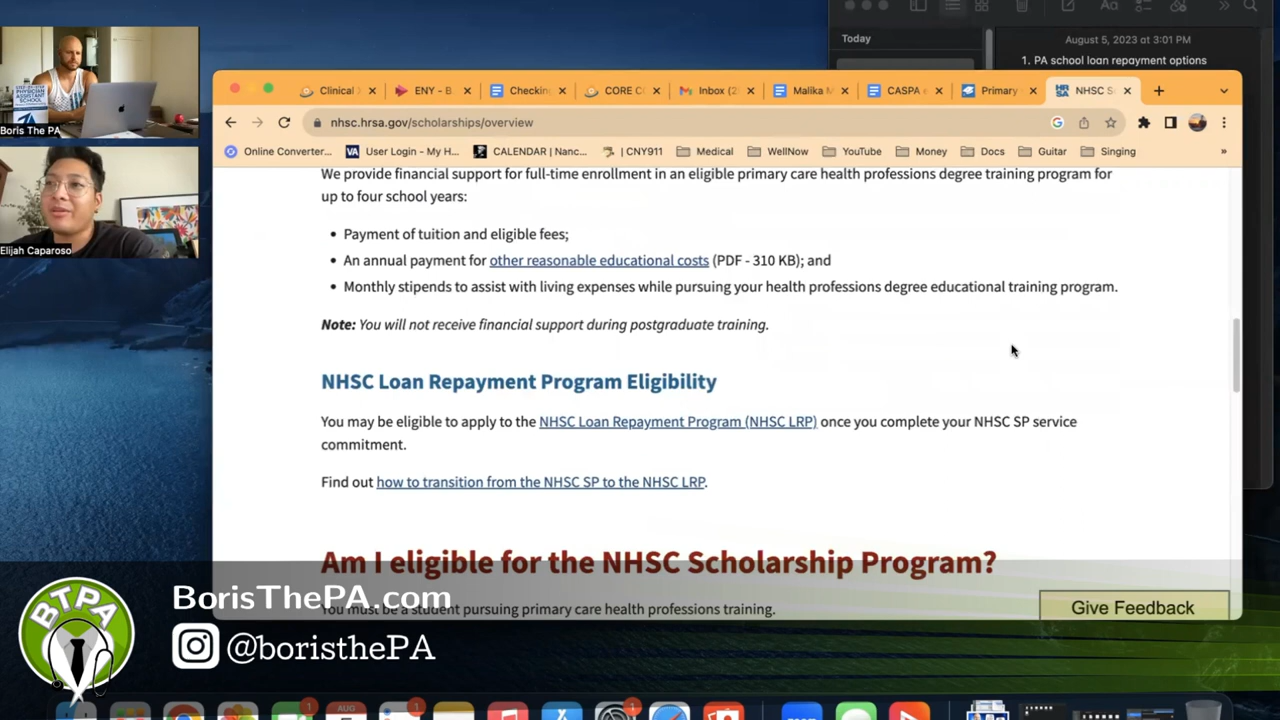 Today
August 5, 2023 at 3:01 PM
1. PA school loan repayment options
Clinical
ENY - B
Checkin
CORE C
Inbox (2
Malika M
CASPA e
Primary
NHSC S
nhsc.hrsa.gov/scholarships/overview
Online Converter...
User Login - My H...
CALENDAR | Nanc...
| CNY911
Medical
WellNow
YouTube
Money
Docs
Guitar
Singing
We provide financial support for full-time enrollment in an eligible primary care health professions degree training program for
up to four school years:
• Payment of tuition and eligible fees;
• An annual payment for other reasonable educational costs (PDF - 310 KB); and
• Monthly stipends to assist with living expenses while pursuing your health professions degree educational training program.
Note: You will not receive financial support during postgraduate training.
NHSC Loan Repayment Program Eligibility
You may be eligible to apply to the NHSC Loan Repayment Program (NHSC LRP) once you complete your NHSC SP service
commitment.
Find out how to transition from the NHSC SP to the NHSC LRP.
Am I eligible for the NHSC Scholarship Program?
You must be a student pursuing primary care health professions training.
Give Feedback
Boris The PA
Elijah Caparoso
PHYSICIAN
ASSISTANT
SCHOOL
BTPA
BorisThePA.com
@boristhePA
AUG